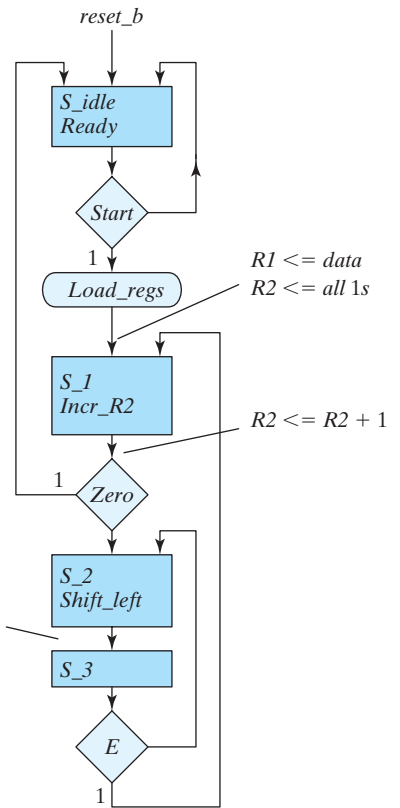 reset_b
S_idle
Ready
Start
1
Load_regs
R1 <= data
R2 <= all 1s
S_1
Incr_R2
R2 <= R2 + 1
1
Zero
S_2
Shift_left
S_3
E
1